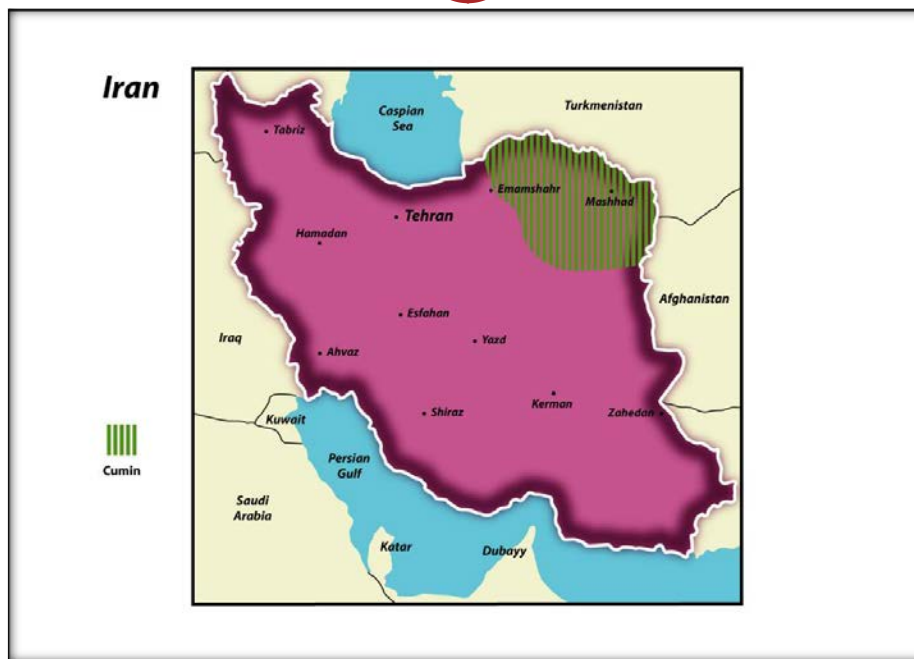 Iran
Caspian
Sea
Turkmenistan
Tabriz
Emamshahr
Mashhad
Tehran
Hamadan
Afghanistan
Esfahan
Iraq
Yazd
Ahvaz
Kerman
Shiraz
Zahedan
Kuwait
Persian
Gulf
Cumin
Saudi
Arabia
Katar
Dubayy